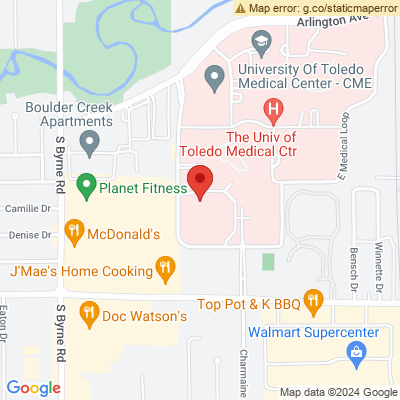 Map error: g.co/staticmaperror
Arlington Ave
University Of Toledo
Medical Center - CME
Boulder Creek
Apartments
H
The Univ of
Toledo Medical Ctr
E Medical Loop
S Byrne Rd
Planet Fitness
Camille Dr
McDonald's
Denise Dr
J'Mae's Home Cooking
Bensch Dr
Winnette Dr
Top Pot & K BBQ
Doc Watson's
S Byrne Rd
Eaton Dr
Walmart Supercenter
Charmaine
Google
Map data ©2024 Google